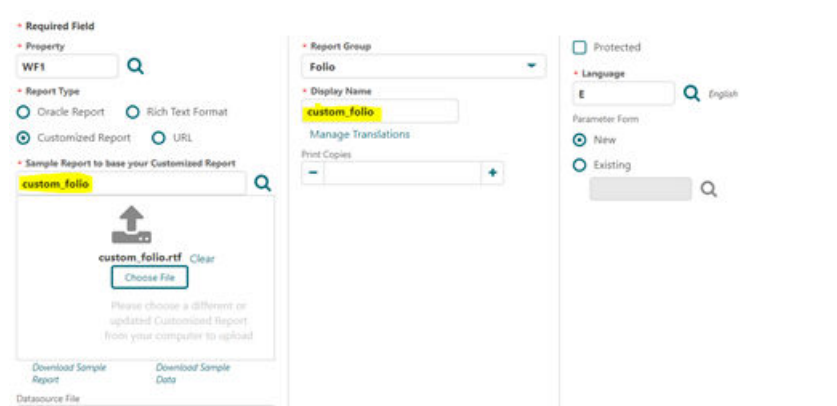 * Required Field
* Property
WF1
* Report Type
Oracle Report
Rich Text Format
Customized Report
URL
* Sample Report to base your Customized Report
custom_folio
custom_folio.rtf Clear
Choose File
Please choose a different or
updated Customized Report
from your computer to upload
Download Sample
Report
Download Sample
Data
Datasource File
* Report Group
Folio
* Display Name
custom_folio
Manage Translations
Print Copies
Protected
* Language
E
English
Parameter Form
New
Existing